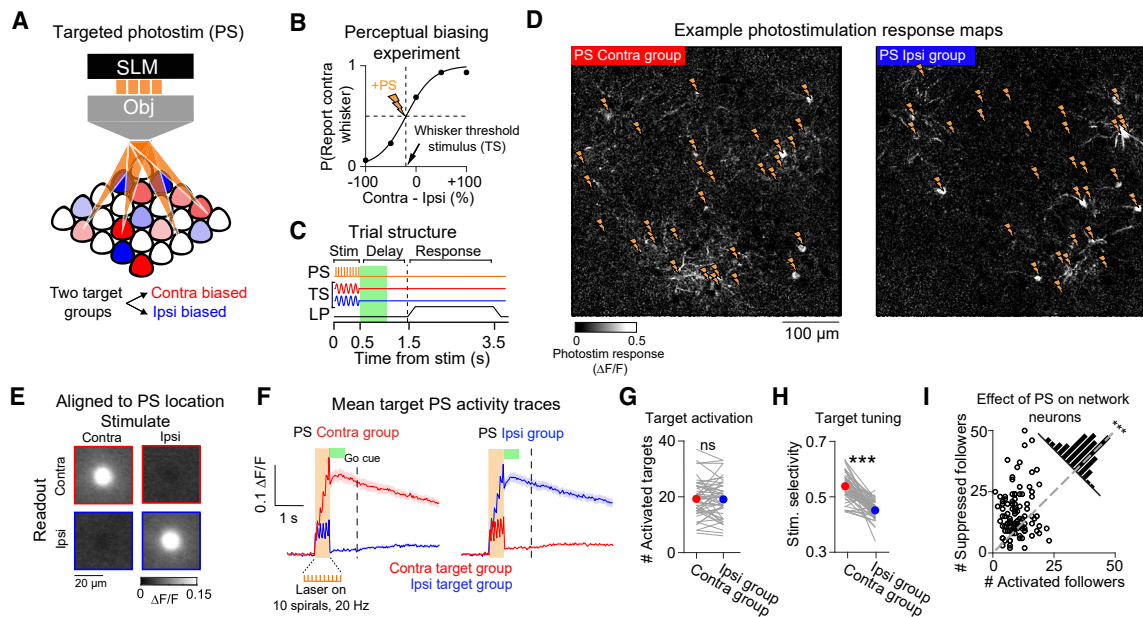 A
Targeted photostim (PS)
SLM
Obj
Two target
groups
Contra biased
Ipsi biased
B
Perceptual biasing
experiment
1
+PS
P(Report contra
whisker)
Whisker threshold
stimulus (TS)
0
-100
0
+100
Contra - Ipsi (%)
C
Trial structure
Stim
Delay
Response
PS
TS
LP
0
0.5
1.5
3.5
Time from stim (s)
D
Example photostimulation response maps
PS Contra group
PS Ipsi group
0
0.5
Photostim response
(ΔF/F)
100 μm
E
Aligned to PS location
Stimulate
Contra
Ipsi
Readout
Contra
Ipsi
20 μm
0
0.15
ΔF/F
F
Mean target PS activity traces
PS Contra group
PS Ipsi group
Go cue
0.1 ΔF/F
1 s
Contra target group
Ipsi target group
Laser on
10 spirals, 20 Hz
G
Target activation
ns
# Activated targets
40
30
20
10
0
Ipsi group
Contra group
H
Target tuning
***
Stim. selectivity
0.7
0.5
0.3
Ipsi group
Contra group
I
Effect of PS on network
neurons
***
# Suppressed followers
50
25
0
0
25
50
# Activated followers